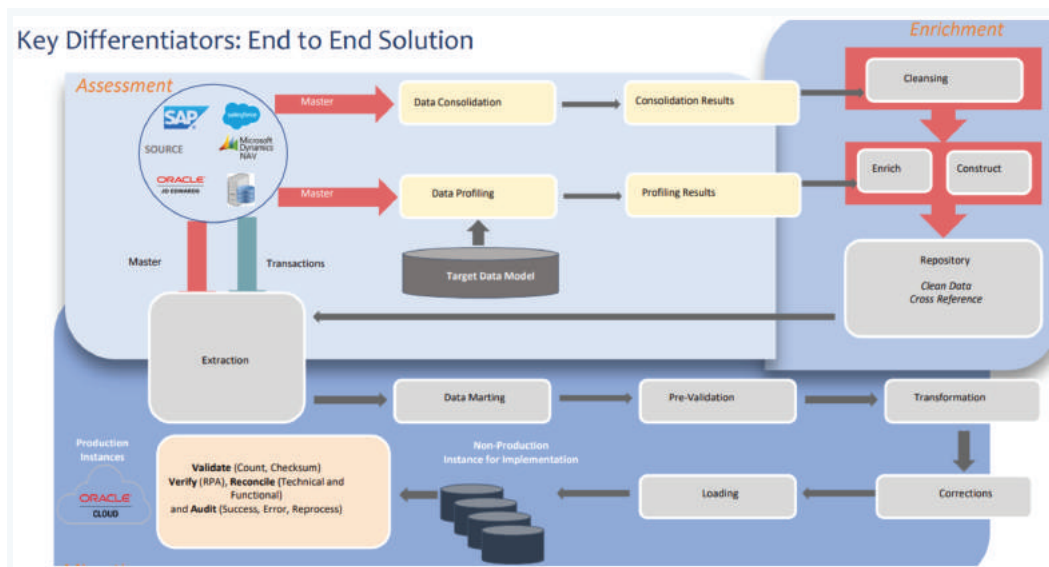 Key Differentiators: End to End Solution
Enrichment
Assessment
SAP
salesforce
SOURCE
Microsoft
Dynamics
NAV
ORACLE
JD EDWARDS
Master
Data Consolidation
Consolidation Results
Cleansing
Master
Data Profiling
Profiling Results
Enrich
Construct
Master
Transactions
Target Data Model
Repository
Clean Data
Cross Reference
Extraction
Data Marting
Pre-Validation
Transformation
Production
Instances
ORACLE
CLOUD
Validate (Count, Checksum)
Verify (RPA), Reconcile (Technical and
Functional)
and Audit (Success, Error, Reprocess)
Non-Production
Instance for Implementation
Loading
Corrections